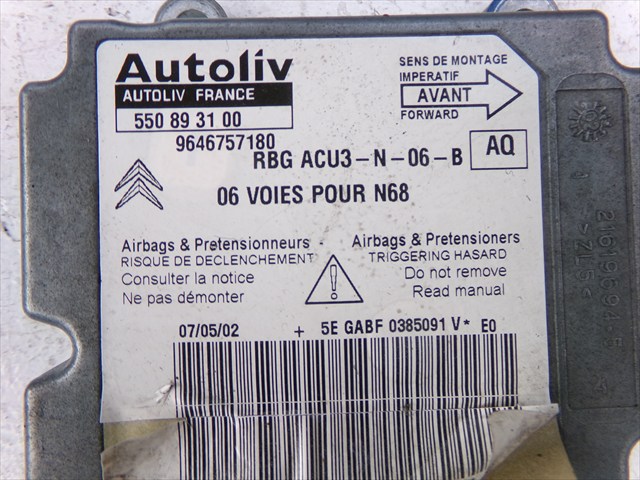 Autoliv
AUTOLIV FRANCE
550 89 31 00
9646757180
SENS DE MONTAGE
IMPERATIF
AVANT
FORWARD
RBG ACU3-N-06-B
AQ
06 VOIES POUR N68
Airbags & Pretensionneurs -
RISQUE DE DECLENCHEMENT
Consulter la notice
Ne pas démonter
Airbags & Pretensioners
TRIGGERING HASARD
Do not remove
Read manual
07/05/02 + 5E GABF 0385091 V* E0